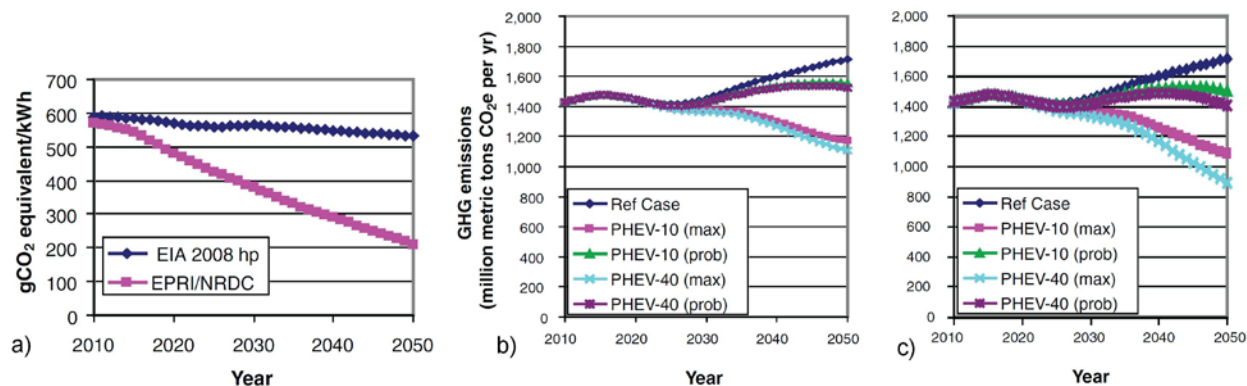 gCO₂ equivalent/kWh
700
600
500
400
300
200
100
0
EIA 2008 hp
EPRI/NRDC
2010 2020 2030 2040 2050
Year
a)
GHG emissions
(million metric tons CO₂e per yr)
2,000
1,800
1,600
1,400
1,200
1,000
800
600
400
200
0
Ref Case
PHEV-10 (max)
PHEV-10 (prob)
PHEV-40 (max)
PHEV-40 (prob)
2010 2020 2030 2040 2050
Year
b)
2,000
1,800
1,600
1,400
1,200
1,000
800
600
400
200
0
Ref Case
PHEV-10 (max)
PHEV-10 (prob)
PHEV-40 (max)
PHEV-40 (prob)
2010 2020 2030 2040 2050
Year
c)